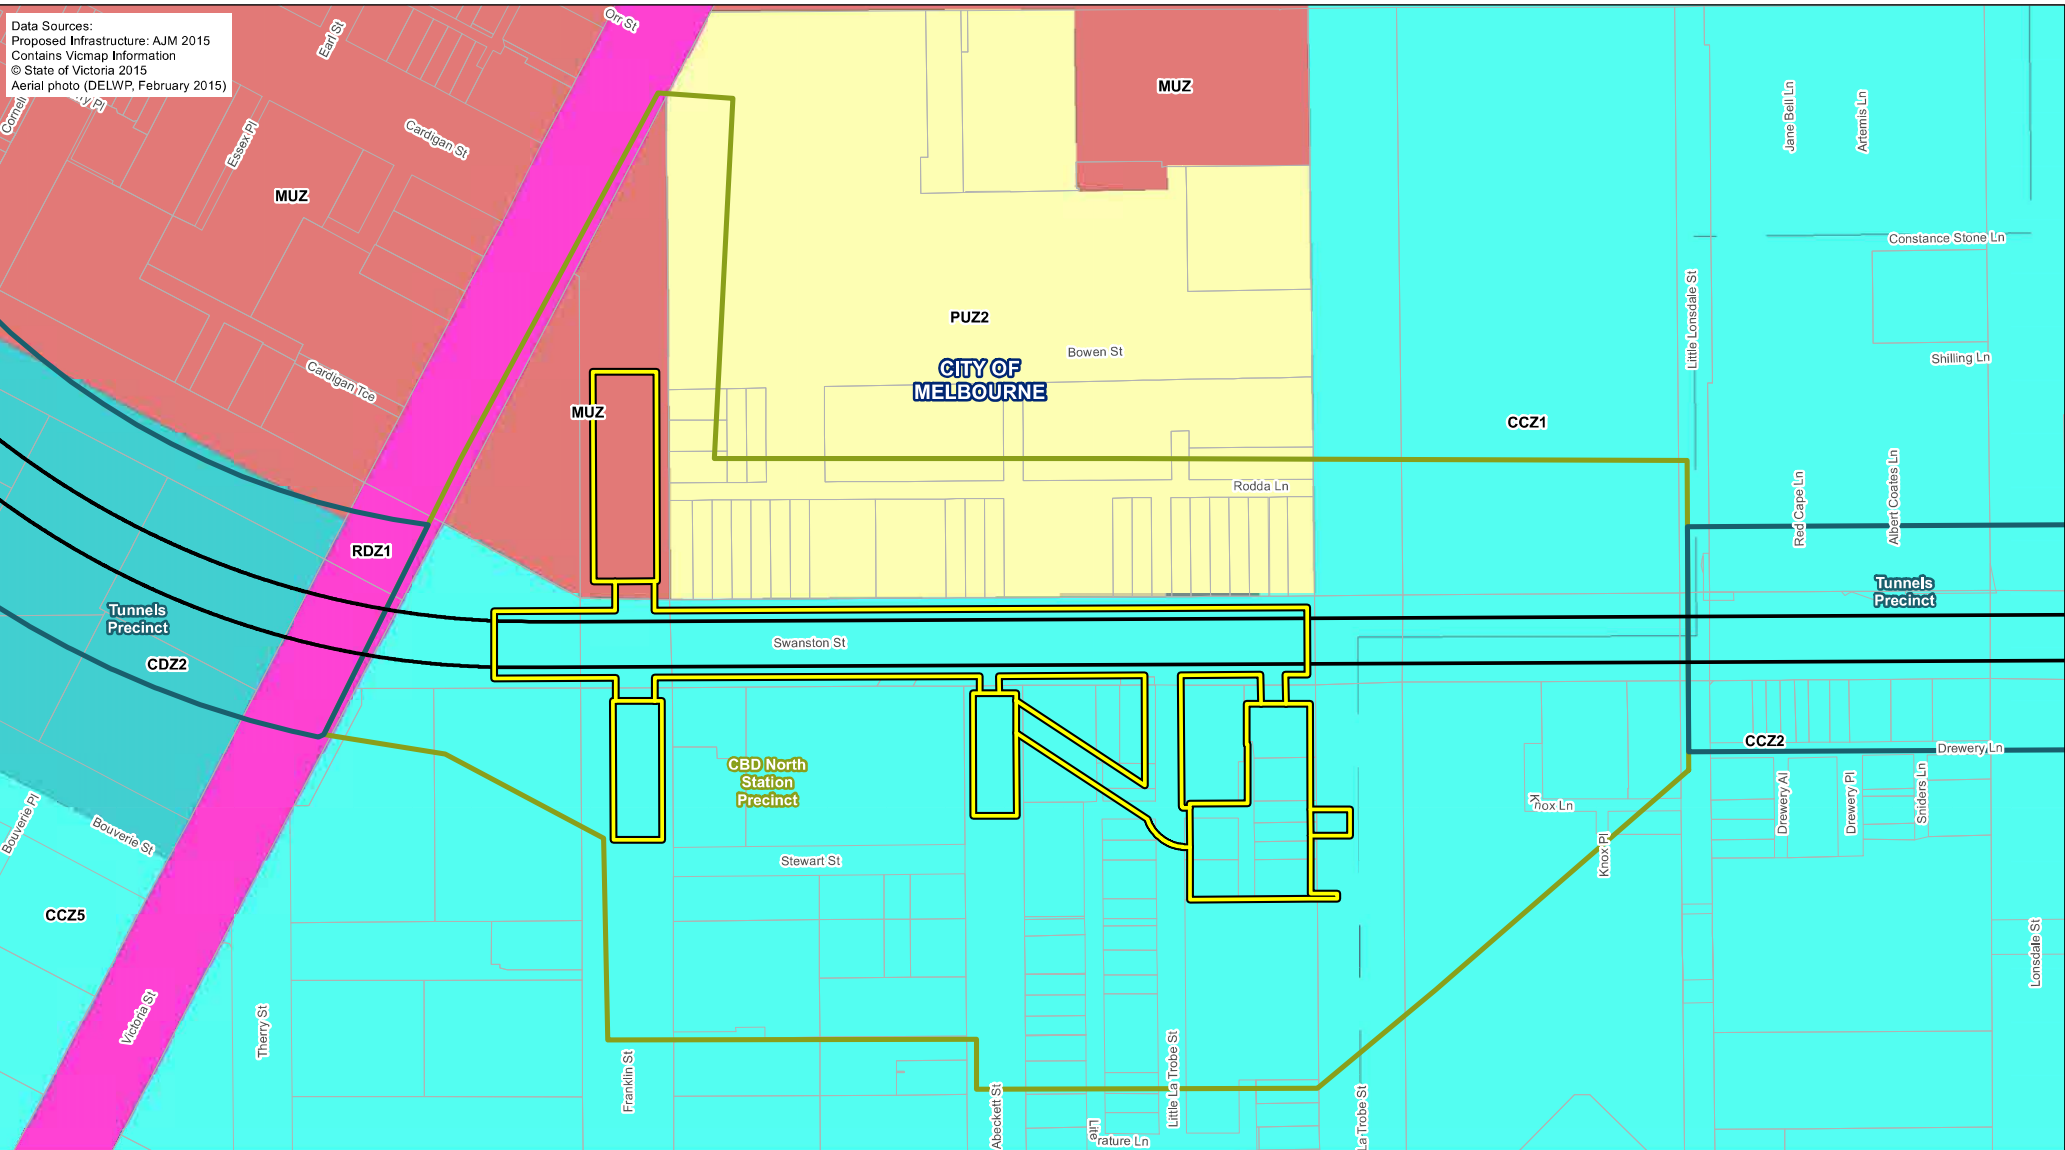 Data Sources:
Proposed Infrastructure: AJM 2015
Contains Vicmap Information
© State of Victoria 2015
Aerial photo (DELWP, February 2015)
Orr St
Earl St
Essex Pl
Cardigan St
MUZ
MUZ
Jane Bell Ln
Artemis Ln
Constance Stone Ln
Little Lonsdale St
PUZ2
Bowen St
CITY OF
MELBOURNE
Shilling Ln
Cardigan Tce
MUZ
CCZ1
Rodda Ln
Red Cape Ln
Albert Coates Ln
RDZ1
Tunnels
Precinct
Tunnels
Precinct
Swanston St
CDZ2
CCZ2
Drewery Ln
CBD North
Station
Precinct
Bouverie Pl
Bouverie St
Knox Ln
Drewery Al
Drewery Pl
Sniders Ln
Stewart St
Knox Pl
CCZ5
Lonsdale St
Victoria St
Therry St
Franklin St
Abeckett St
Little La Trobe St
La Trobe St
Lite
rature Ln